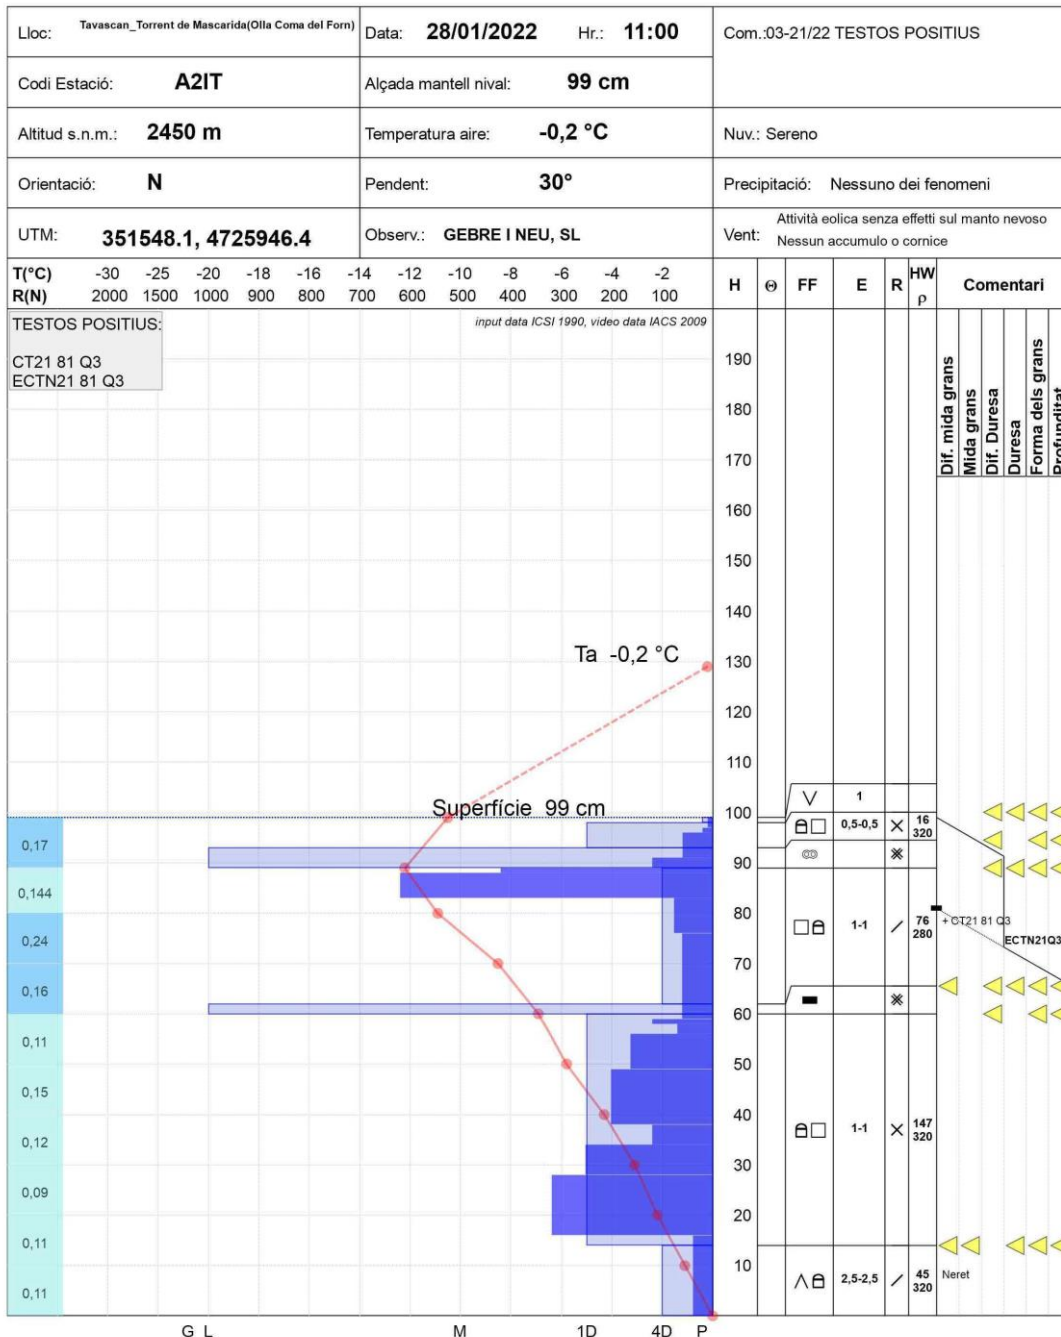 Lloc: Tavascan_Torrent de Mascarida(Olla Coma del Forn) Data: 28/01/2022 Hr.: 11:00 Com.:03-21/22 TESTOS POSITIUS
Codi Estació: A2IT Alçada mantell nival: 99 cm
Altitud s.n.m.: 2450 m Temperatura aire: -0,2 °C Nuv.: Sereno
Orientació: N Pendent: 30° Precipitació: Nessuno dei fenomeni
UTM: 351548.1, 4725946.4 Observ.: GEBRE I NEU, SL Vent: Attività eolica senza effetti sul manto nevoso
Nessun accumulo o cornice
T(°C) -30 -25 -20 -18 -16 -14 -12 -10 -8 -6 -4 -2
R(N) 2000 1500 1000 900 800 700 600 500 400 300 200 100
H Θ FF E R HW ρ Comentari
TESTOS POSITIUS:
CT21 81 Q3
ECTN21 81 Q3
input data ICSI 1990, video data IACS 2009
Dif. mida grans
Mida grans
Dif. Duresa
Duresa
Forma dels grans
Profunditat
190
180
170
160
150
140
Ta -0,2 °C 130
120
110
Superfície 99 cm 100
90
80
70
60
50
40
30
20
10
0,17
0,144
0,24
0,16
0,11
0,15
0,12
0,09
0,11
0,11
1
0,5-0,5 16
320
1-1 76
280
+ CT21 81 Q3
ECTN21Q3
1-1 147
320
2,5-2,5 45
320
Neret
G L M 1D 4D P